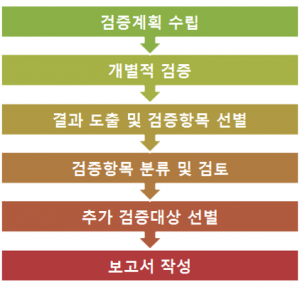 검증계획 수립
개별적 검증
결과 도출 및 검증항목 선별
검증항목 분류 및 검토
추가 검증대상 선별
보고서 작성